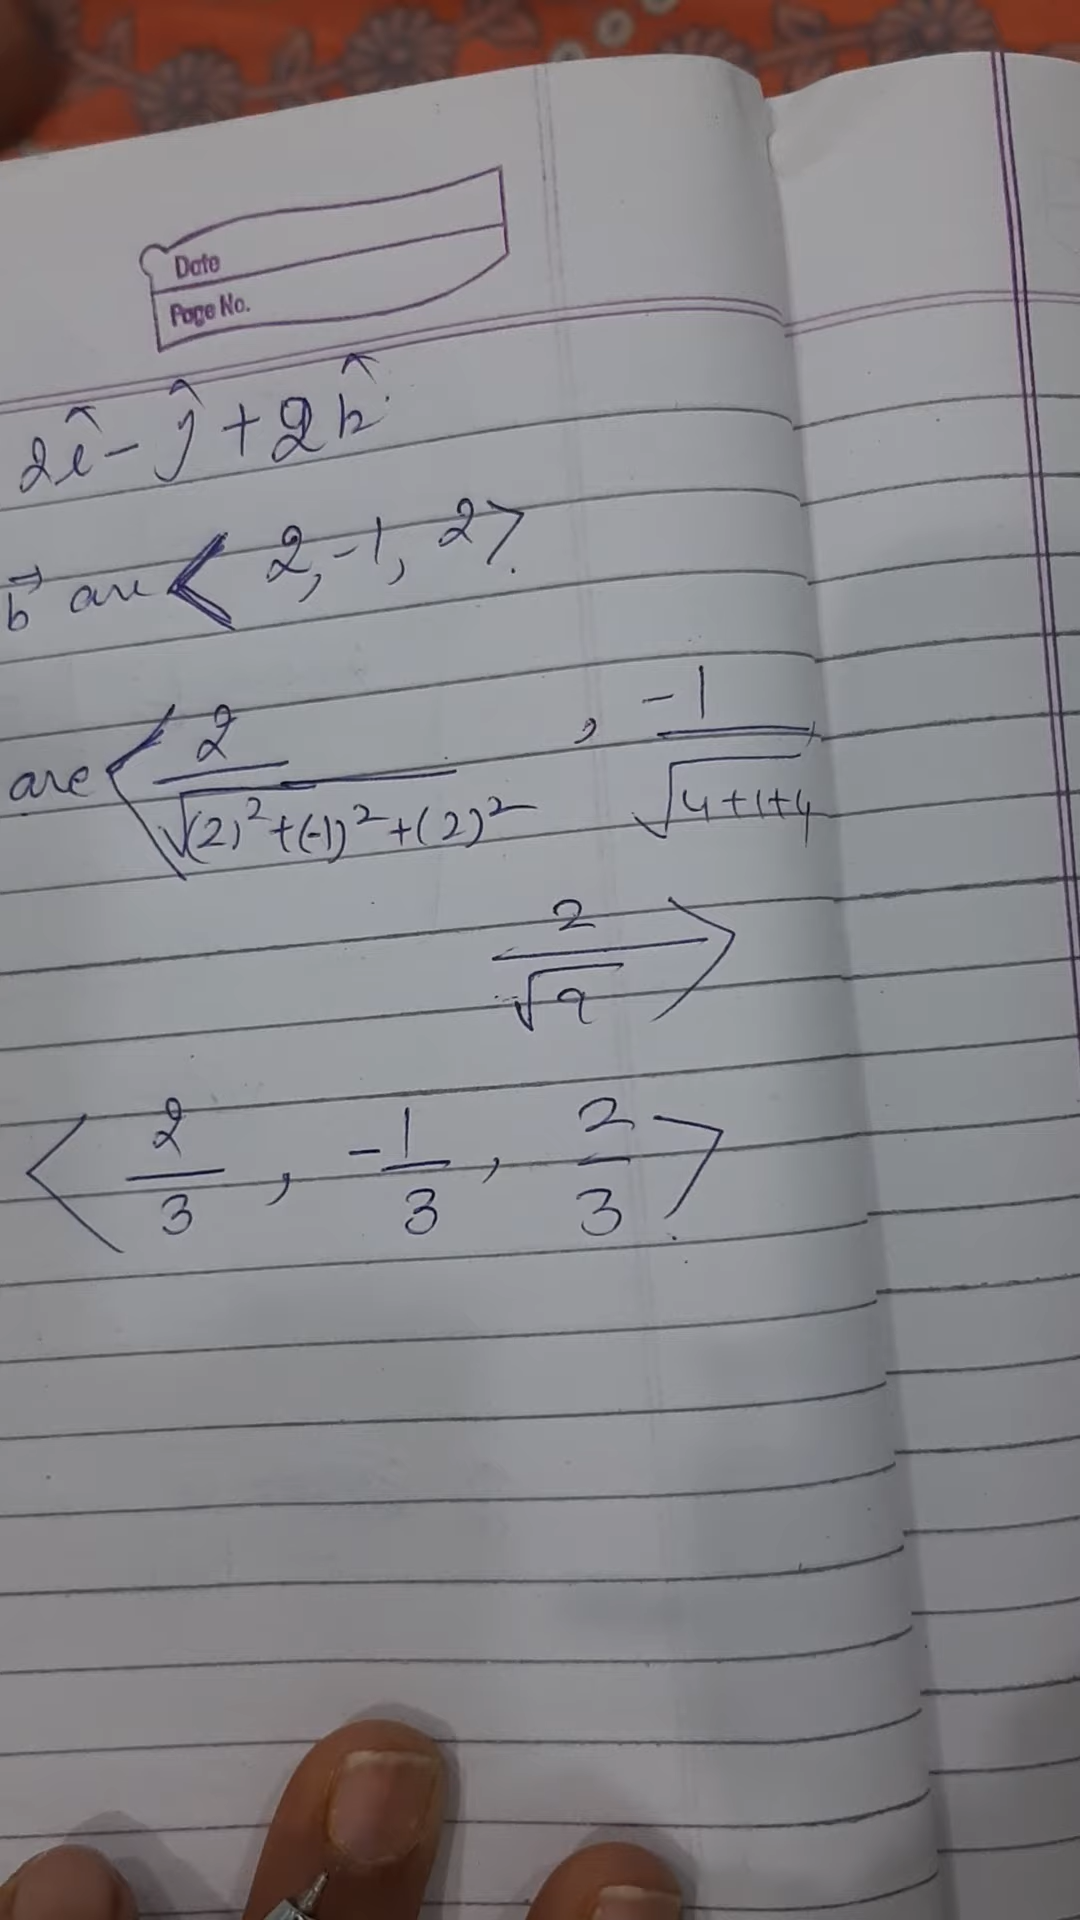 Date
Page No.
2î - ĵ + 2k̂
b⃗ are < 2, -1, 2>.
are < 2/√(2)²+(-1)²+(2)² , -1/√4+1+4
2/√9 >
< 2/3 , -1/3 , 2/3 >.